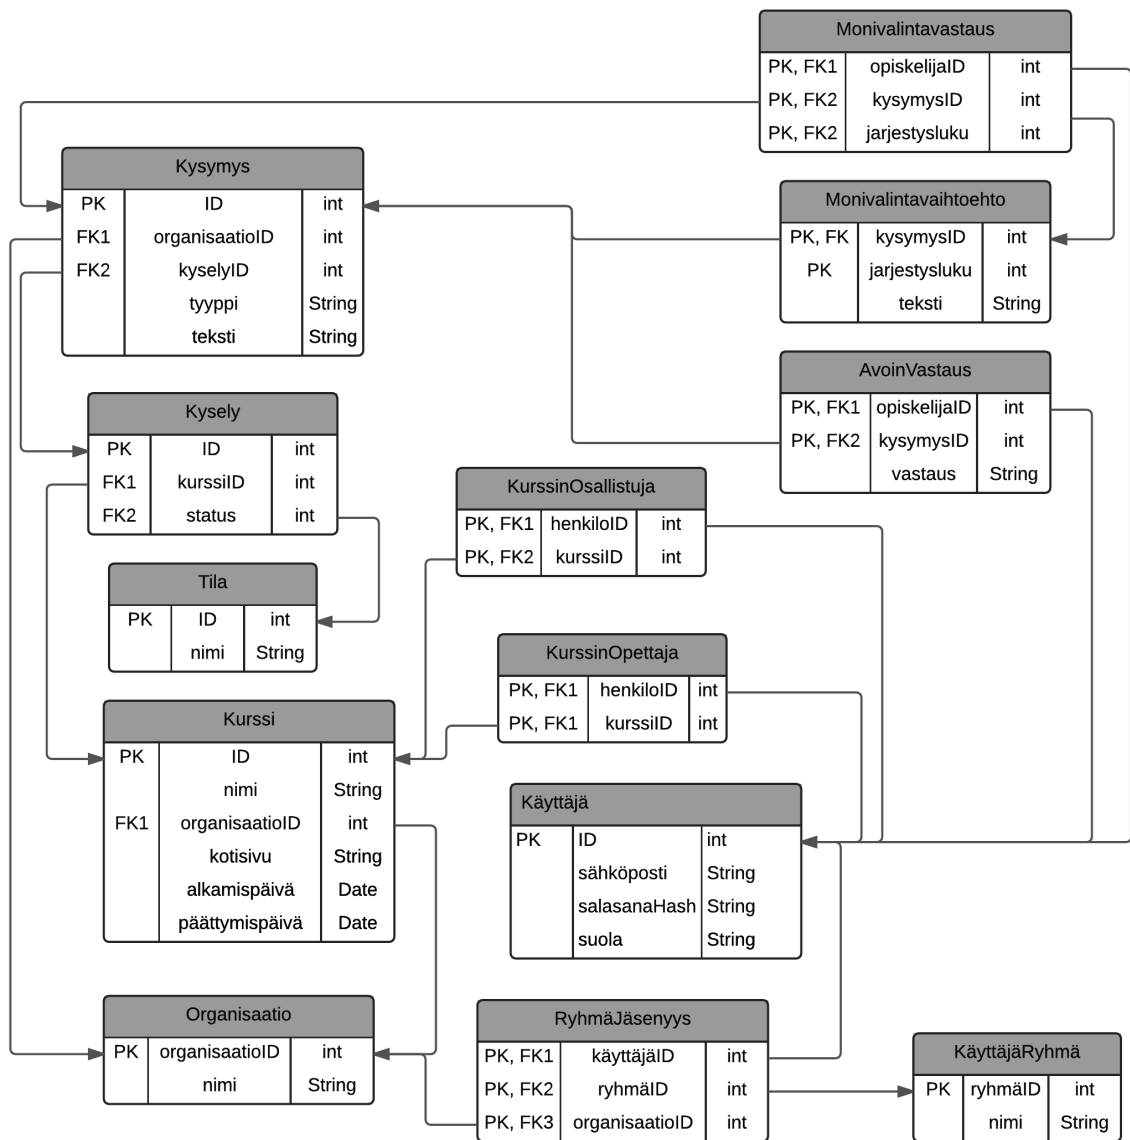 Monivalintavastaus
PK, FK1 opiskelijaID int
PK, FK2 kysymysID int
PK, FK2 jarjestysluku int
Kysymys
PK ID int
FK1 organisaatioID int
FK2 kyselyID int
tyyppi String
teksti String
Monivalintavaihtoehto
PK, FK kysymysID int
PK jarjestysluku int
teksti String
AvoinVastaus
PK, FK1 opiskelijaID int
PK, FK2 kysymysID int
vastaus String
Kysely
PK ID int
FK1 kurssiID int
FK2 status int
KurssinOsallistuja
PK, FK1 henkiloID int
PK, FK2 kurssiID int
Tila
PK ID int
nimi String
KurssinOpettaja
PK, FK1 henkiloID int
PK, FK1 kurssiID int
Kurssi
PK ID int
nimi String
FK1 organisaatioID int
kotisivu String
alkamispäivä Date
päättymispäivä Date
Käyttäjä
PK ID int
sähköposti String
salasanaHash String
suola String
Organisaatio
PK organisaatioID int
nimi String
RyhmäJäsenyys
PK, FK1 käyttäjäID int
PK, FK2 ryhmäID int
PK, FK3 organisaatioID int
KäyttäjäRyhmä
PK ryhmäID int
nimi String